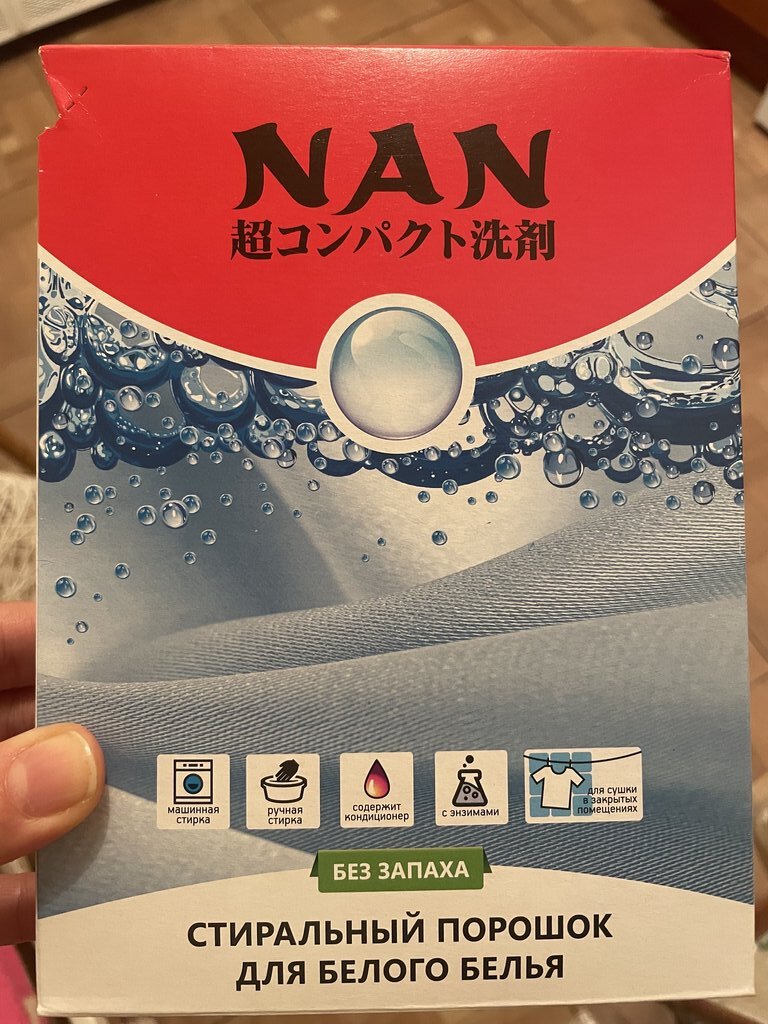 NAN
超コンパクト洗剤
машинная
стирка
ручная
стирка
содержит
кондиционер
с энзимами
для сушки
в закрытых
помещениях
БЕЗ ЗАПАХА
СТИРАЛЬНЫЙ ПОРОШОК
ДЛЯ БЕЛОГО БЕЛЬЯ